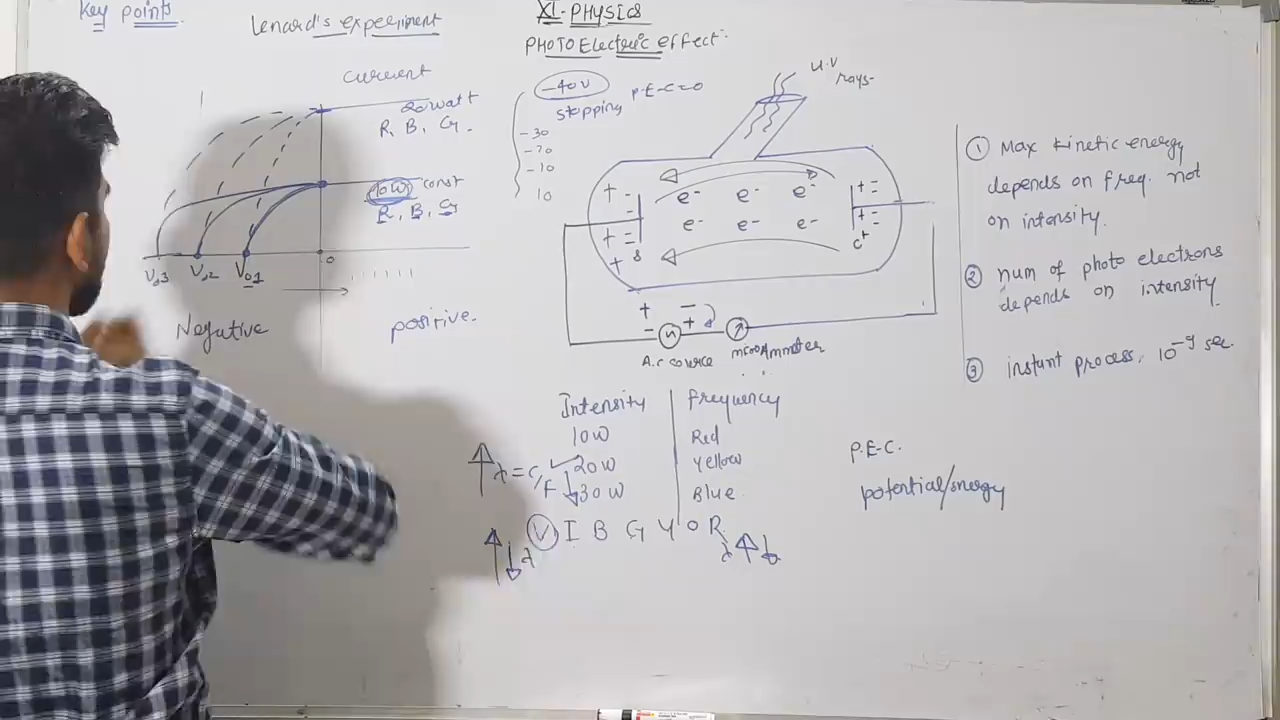 Key points
Lenard's experiment
XI-PHYSICS
PHOTO Electric effect
current
20 watt
R, B, G
10W const
R, B, G
V03 V02 V01 0
Negative
positive
-40V
stopping P.E.C=0
-30
-20
-10
10
U.V
rays
+ - e- e- e- + =
+ = e- e- e- + =
+ s c+
+ -
- +
A.c source microAmmeter
① Max kinetic energy
depends on freq. not
on intensity.
② num of photo electrons
depends on intensity
③ instant process, 10-9 sec.
Intensity frequency
10W Red
20W Yellow
30W Blue
λ = c/F
V I B G Y O R
λ λ
P.E.C.
potential/energy